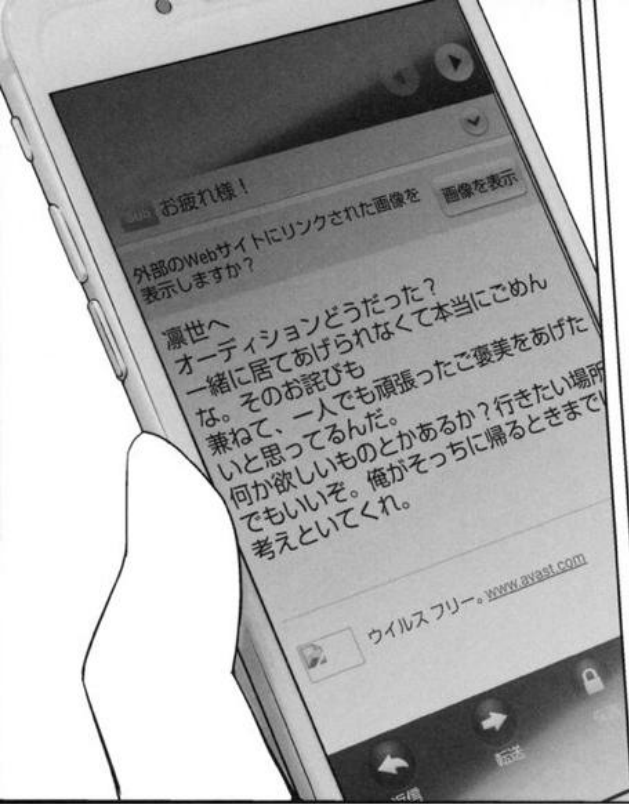 Sub お疲れ様！
外部のWebサイトにリンクされた画像を
表示しますか？
画像を表示
凛世へ
オーディションどうだった？
一緒に居てあげられなくて本当にごめん
な。そのお詫びも
兼ねて、一人でも頑張ったご褒美をあげた
いと思ってるんだ。
何か欲しいものとかあるか？行きたい場所
でもいいぞ。俺がそっちに帰るときまでに
考えといてくれ。
ウイルス フリー。www.avast.com
返信
転送